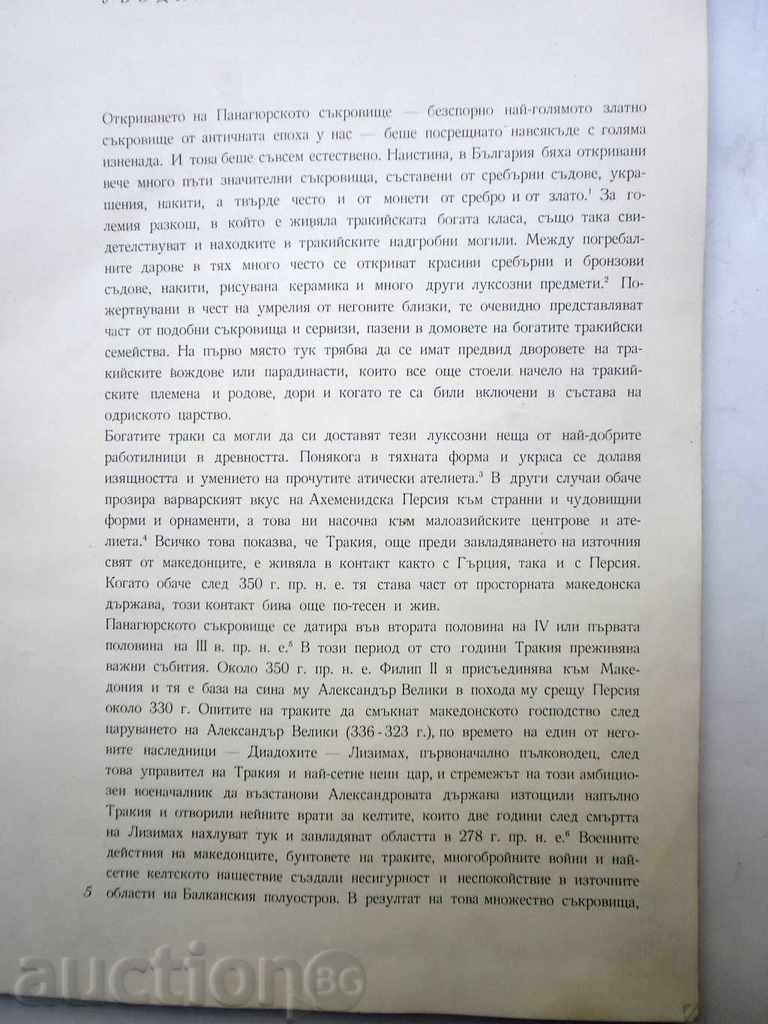 Откриването на Панагюрското съкровище — безспорно най-голямото златно
съкровище от античната епоха у нас — беше посрещнато навсякъде с голяма
изненада. И това беше съвсем естествено. Наистина, в България бяха откривани
вече много пъти значителни съкровища, съставени от сребърни съдове, укра-
шения, накити, а твърде често и от монети от сребро и от злато.¹ За го-
лемия разкош, в който е живяла тракийската богата класа, също така сви-
детелствуват и находките в тракийските надгробни могили. Между погребал-
ните дарове в тях много често се откриват красиви сребърни и бронзови
съдове, накити, рисувана керамика и много други луксозни предмети.² По-
жертвувани в чест на умрелия от неговите близки, те очевидно представляват
част от подобни съкровища и сервизи, пазени в домовете на богатите тракийски
семейства. На първо място тук трябва да се имат предвид дворовете на тра-
кийските вождове или парадинасти, които все още стоели начело на тракий-
ските племена и родове, дори и когато те са били включени в състава на
одриското царство.
Богатите траки са могли да си доставят тези луксозни неща от най-добрите
работилници в древността. Понякога в тяхната форма и украса се долавя
изящността и умението на прочутите атически ателиета.³ В други случаи обаче
прозира варварският вкус на Ахеменидска Персия към странни и чудовищни
форми и орнаменти, а това ни насочва към малоазийските центрове и ате-
лиета.⁴ Всичко това показва, че Тракия, още преди завладяването на източния
свят от македонците, е живяла в контакт както с Гърция, така и с Персия.
Когато обаче след 350 г. пр. н. е. тя става част от просторната македонска
държава, този контакт бива още по-тесен и жив.
Панагюрското съкровище се датира във втората половина на IV или първата
половина на III в. пр. н. е.⁵ В този период от сто години Тракия преживява
важни събития. Около 350 г. пр. н. е. Филип II я присъединява към Маке-
дония и тя е база на сина му Александър Велики в похода му срещу Персия
около 330 г. Опитите на траките да смъкнат македонското господство след
царуването на Александър Велики (336-323 г.), по времето на един от него-
вите наследници — Диадохите — Лизимах, първоначално пълководец, след
това управител на Тракия и най-сетне неин цар, и стремежът на този амбицио-
зен военачалник да възстанови Александровата държава изтощили напълно
Тракия и отворили нейните врати за келтите, които две години след смъртта
на Лизимах нахлуват тук и завладяват областта в 278 г. пр. н. е.⁶ Военните
действия на македонците, бунтовете на траките, многобройните войни и най-
сетне келтското нашествие създали несигурност и неспокойствие в източните
5 области на Балканския полуостров. В резултат на това множество съкровища,
auctionBG